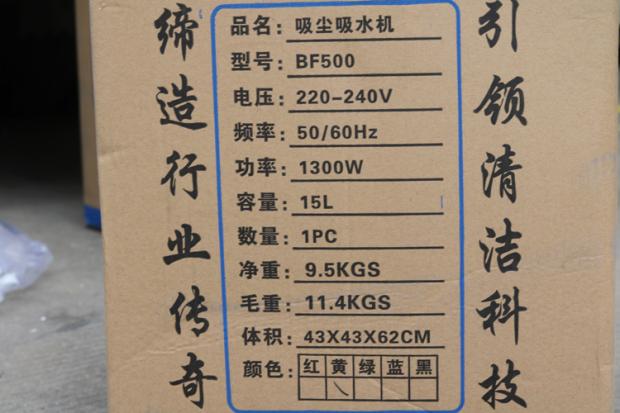 缔造行业传奇
品名：吸尘吸水机
型号：BF500
电压：220-240V
频率：50/60Hz
功率：1300W
容量：15L
数量：1PC
净重：9.5KGS
毛重：11.4KGS
体积：43X43X62CM
颜色：红黄绿蓝黑
引领清洁科技